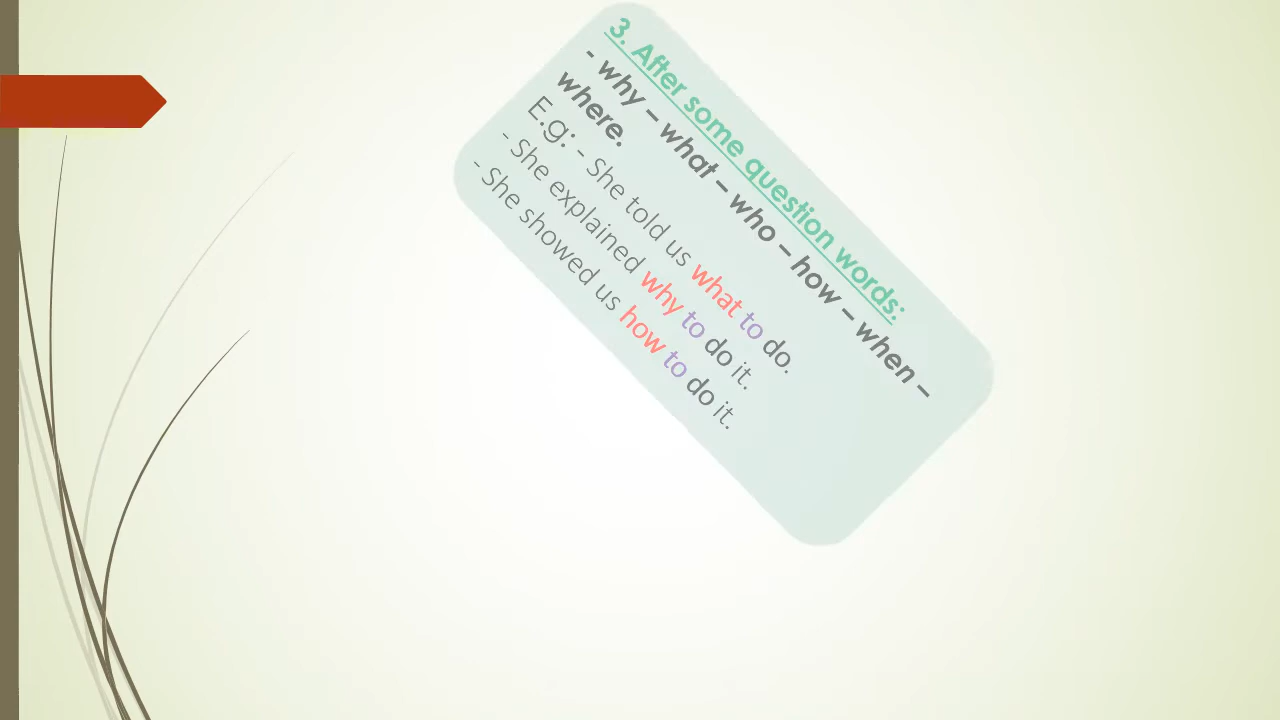 3. After some question words:
- why – what – who – how – when –
where.
E.g: - She told us what to do.
- She explained why to do it.
- She showed us how to do it.